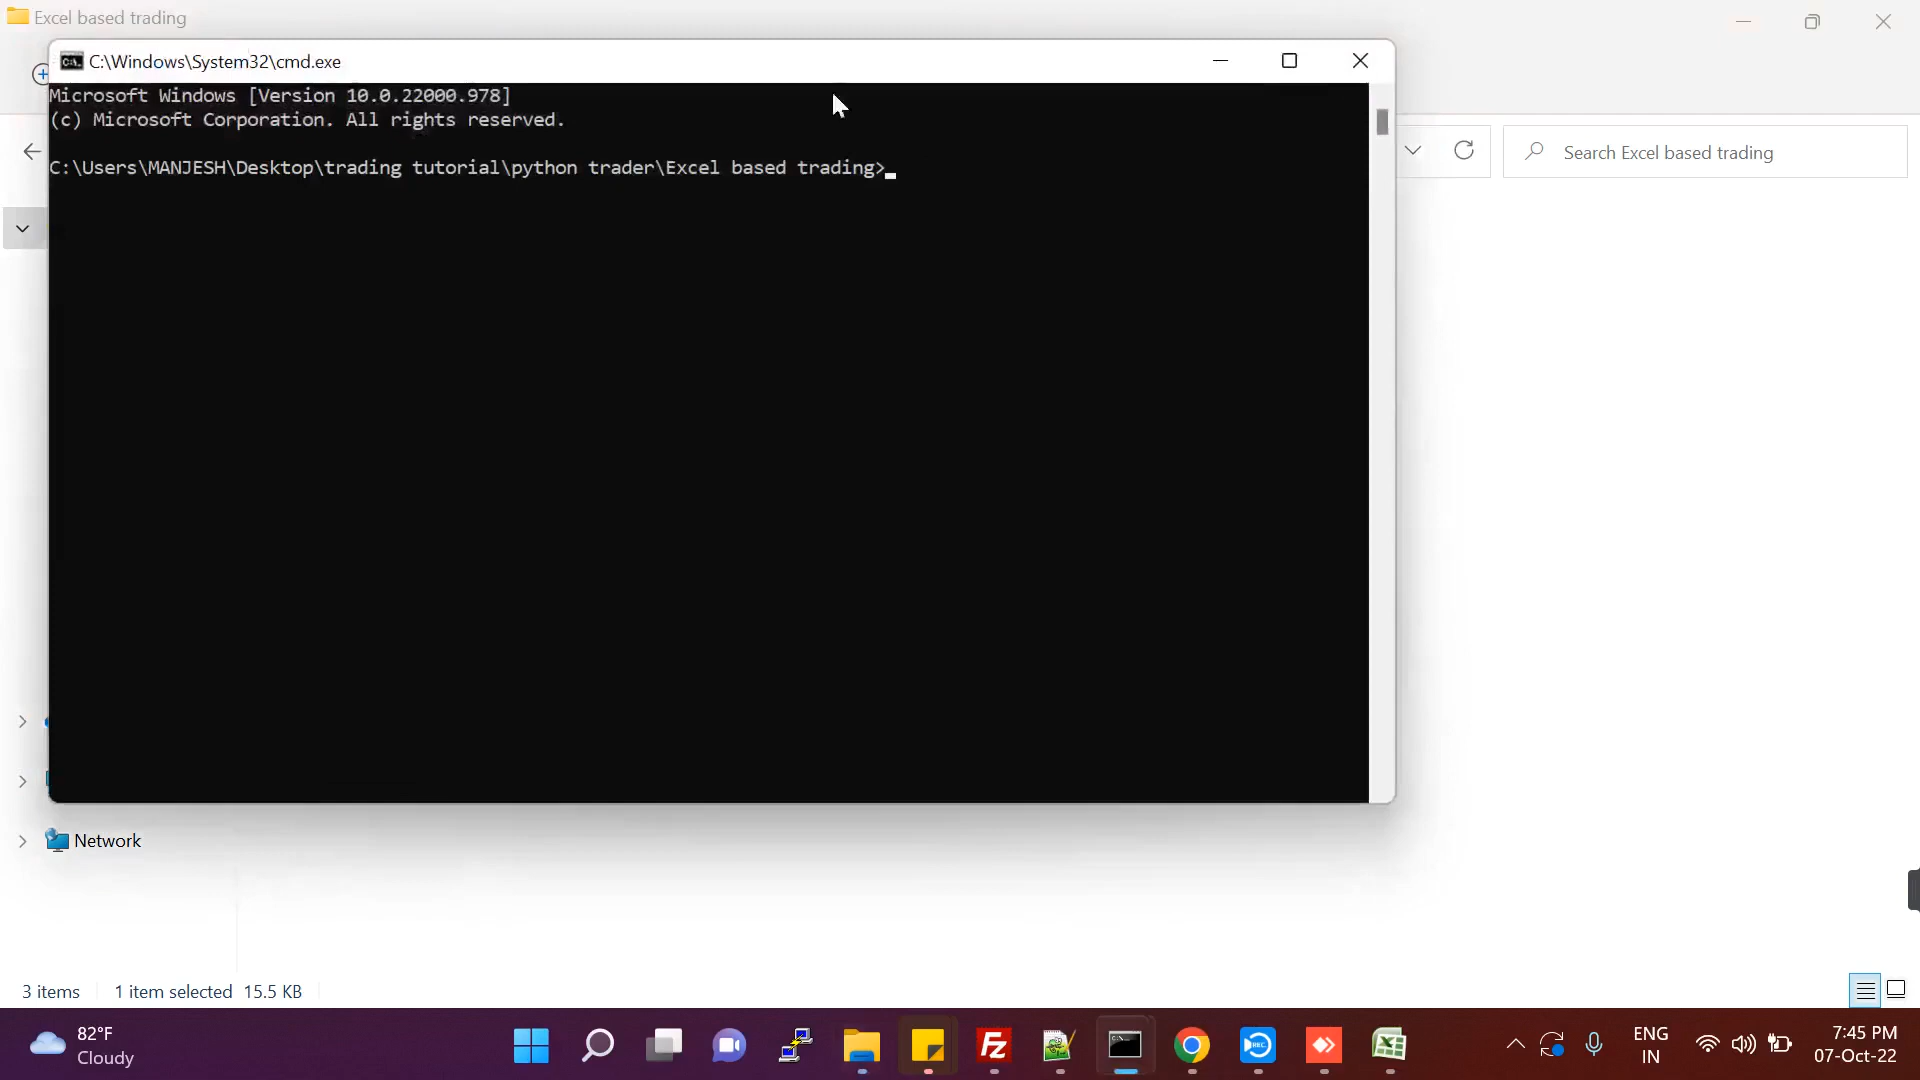 Excel based trading
C:\Windows\System32\cmd.exe
Microsoft Windows [Version 10.0.22000.978]
(c) Microsoft Corporation. All rights reserved.
C:\Users\MANJESH\Desktop\trading tutorial\python trader\Excel based trading>
Search Excel based trading
Network
3 items
1 item selected 15.5 KB
82°F
Cloudy
Fz
REC
ENG
IN
7:45 PM
07-Oct-22